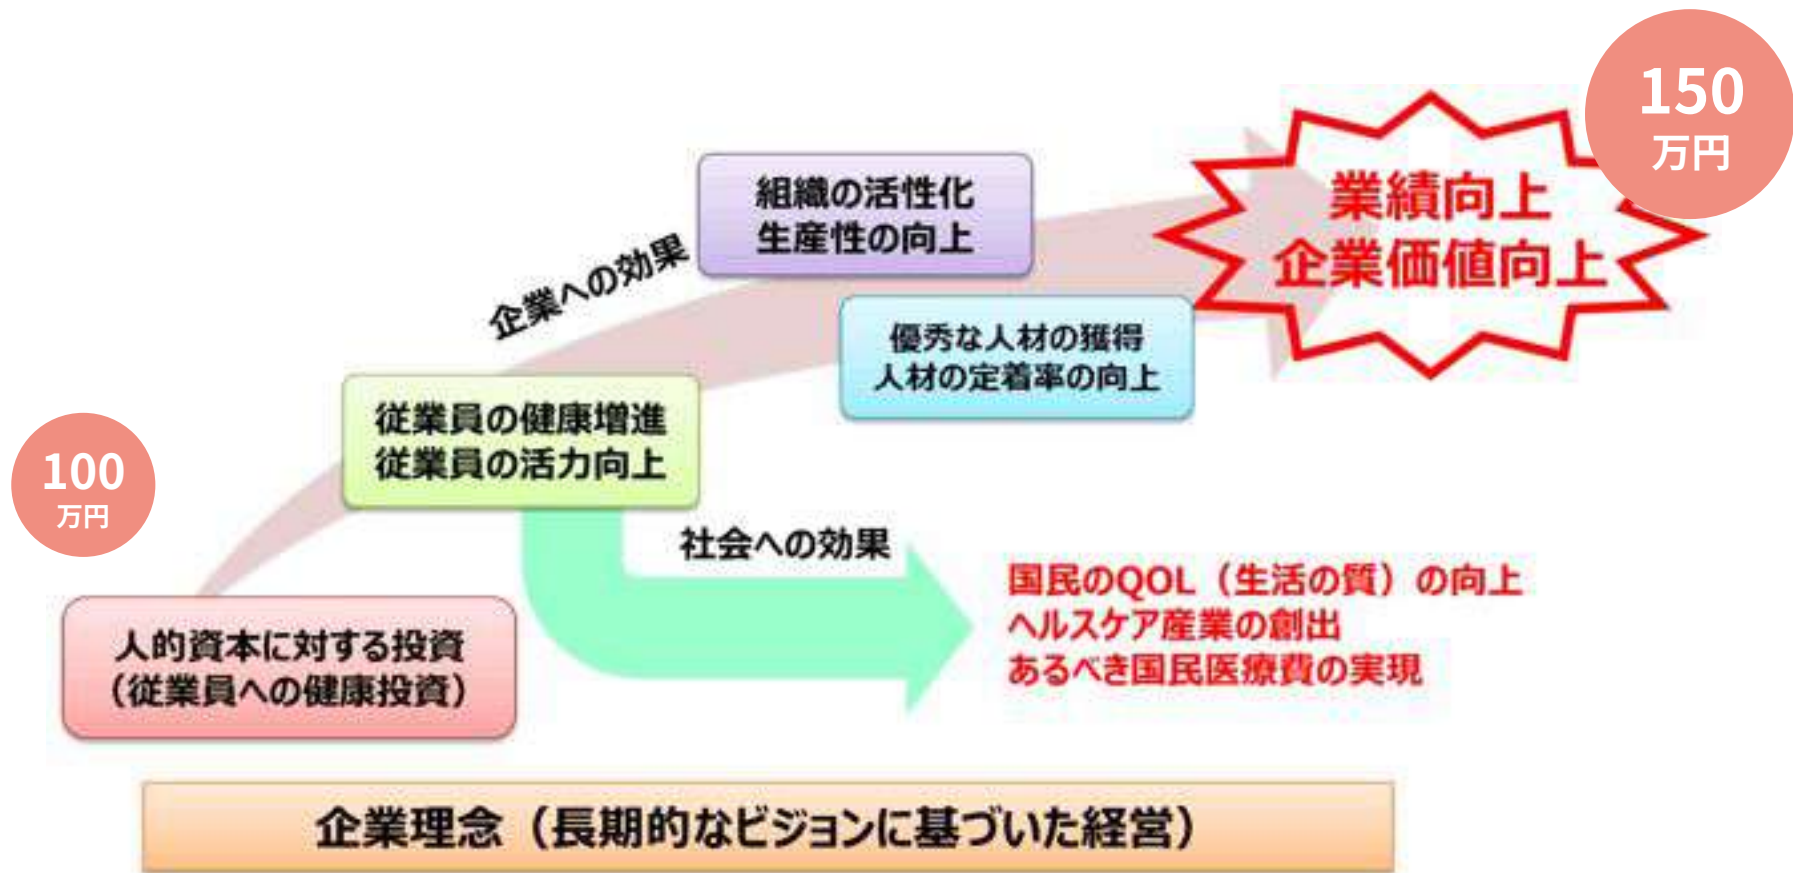 150
万円
業績向上
企業価値向上
組織の活性化
生産性の向上
企業への効果
優秀な人材の獲得
人材の定着率の向上
従業員の健康増進
従業員の活力向上
100
万円
社会への効果
国民のQOL（生活の質）の向上
ヘルスケア産業の創出
あるべき国民医療費の実現
人的資本に対する投資
（従業員への健康投資）
企業理念（長期的なビジョンに基づいた経営）